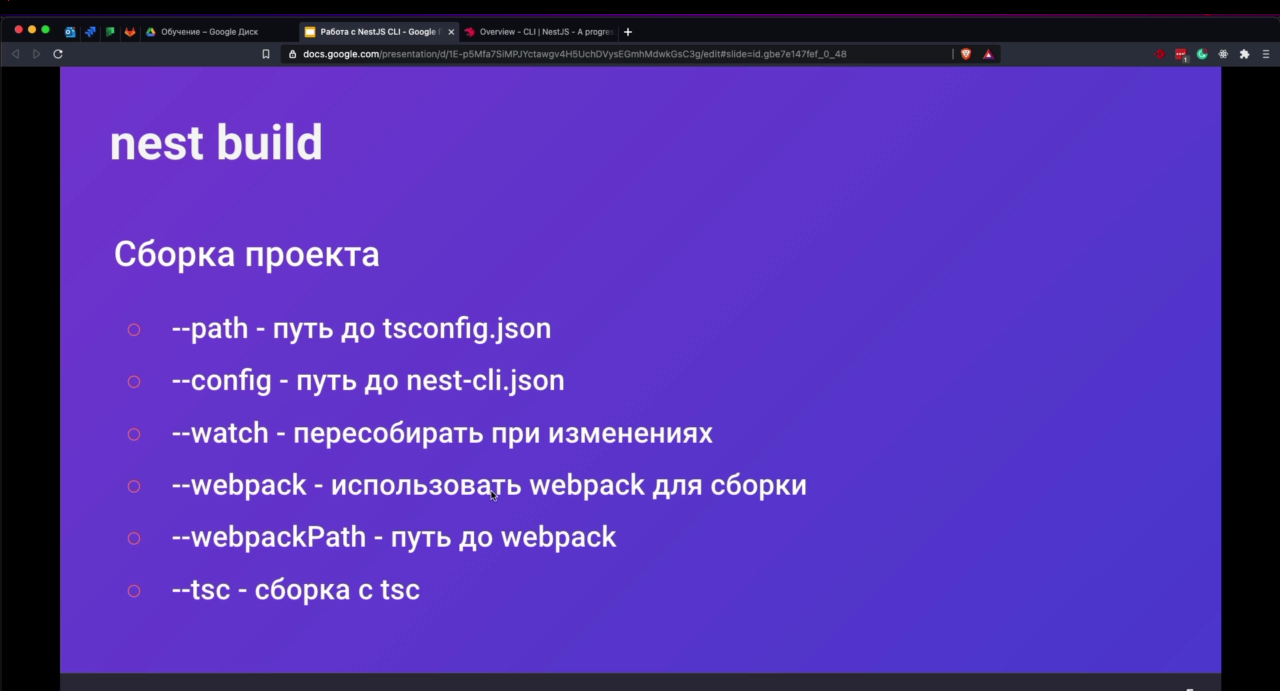 Обучение – Google Диск
Работа с NestJS CLI - Google
Overview - CLI | NestJS - A progres
docs.google.com/presentation/d/1E-p5Mfa7SiMPJYctawgv4H5UchDVysEGmhMdwkGsC3g/edit#slide=id.gbe7e147fef_0_48
nest build
Сборка проекта
--path - путь до tsconfig.json
--config - путь до nest-cli.json
--watch - пересобирать при изменениях
--webpack - использовать webpack для сборки
--webpackPath - путь до webpack
--tsc - сборка с tsc